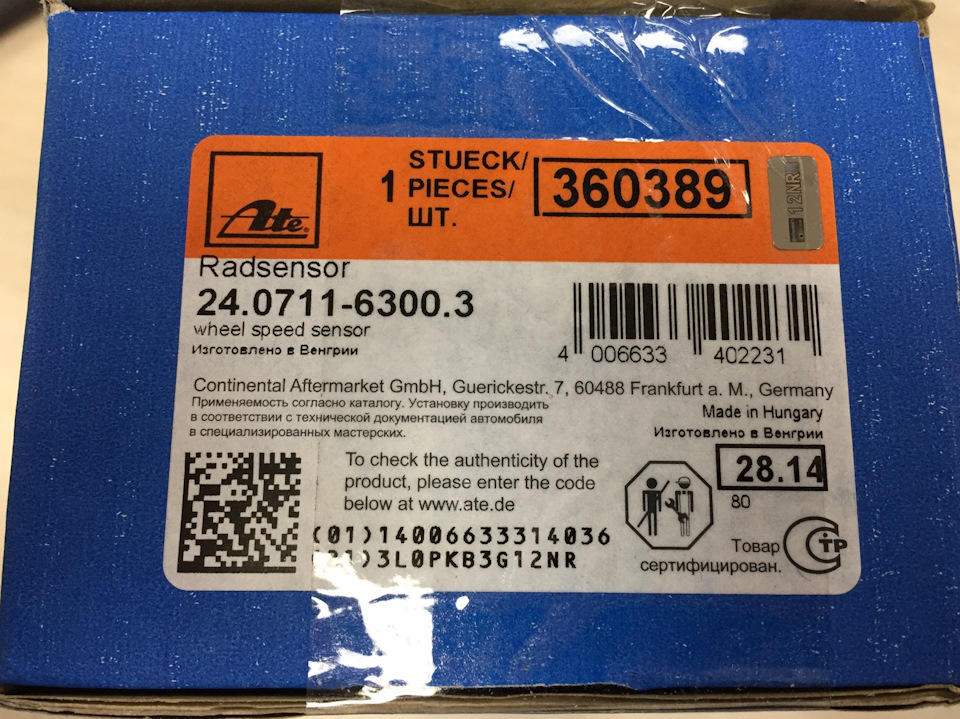 Ate®
1
STUECK/
PIECES/
ШТ.
360389
12NR
Radsensor
24.0711-6300.3
wheel speed sensor
Изготовлено в Венгрии
4 006633 402231
Continental Aftermarket GmbH, Guerickestr. 7, 60488 Frankfurt a. M., Germany
Применяемость согласно каталогу. Установку производить
в соответствии с технической документацией автомобиля
в специализированных мастерских.
Made in Hungary
Изготовлено в Венгрии
To check the authenticity of the
product, please enter the code
below at www.ate.de
(01)14006633314036
(21)3L0PKB3G12NR
28.14
80
Товар
сертифицирован.
СТР